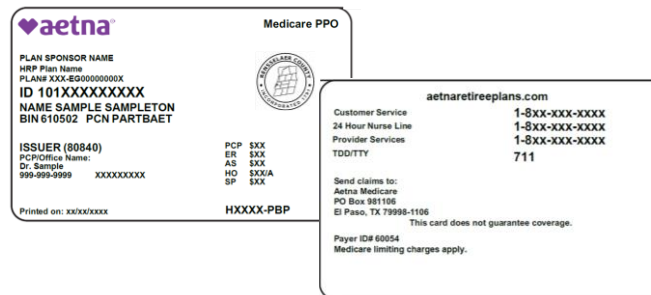 aetna®
Medicare PPO
PLAN SPONSOR NAME
HRP Plan Name
PLAN# XXX-EG00000000X
ID 101XXXXXXXXX
NAME SAMPLE SAMPLETON
BIN 610502 PCN PARTBAET
RENSSELAER COUNTY
INCORPORATED 1791
ISSUER (80840)
PCP/Office Name:
Dr. Sample
999-999-9999 XXXXXXXXX
PCP $XX
ER $XX
AS $XX
HO $XX/A
SP $XX
Printed on: xx/xx/xxxx
HXXXX-PBP
aetnaretireeplans.com
Customer Service 1-8xx-xxx-xxxx
24 Hour Nurse Line 1-8xx-xxx-xxxx
Provider Services 1-8xx-xxx-xxxx
TDD/TTY 711
Send claims to:
Aetna Medicare
PO Box 981106
El Paso, TX 79998-1106
This card does not guarantee coverage.
Payer ID# 60054
Medicare limiting charges apply.